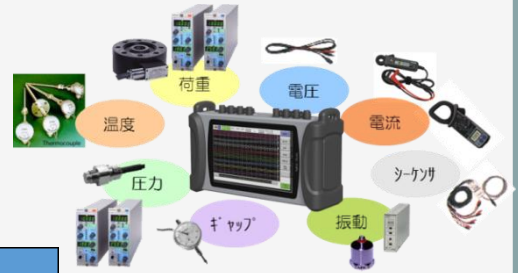 荷重
電圧
温度
電流
Thermocouple
シーケンサ
圧力
ギャップ
振動